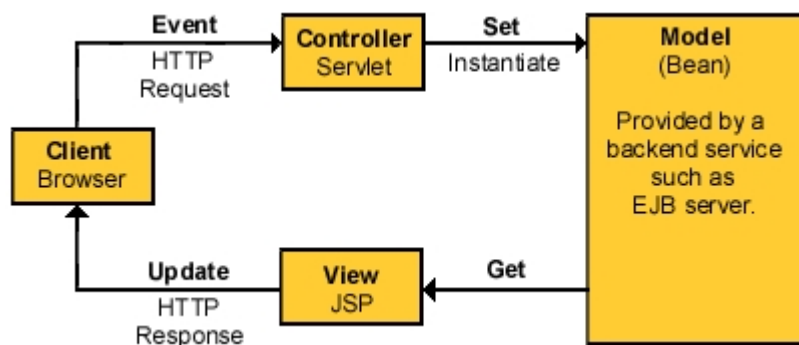 Event
HTTP
Request
Controller
Servlet
Set
Instantiate
Model
(Bean)
Provided by a
backend service
such as
EJB server.
Client
Browser
Update
HTTP
Response
View
JSP
Get